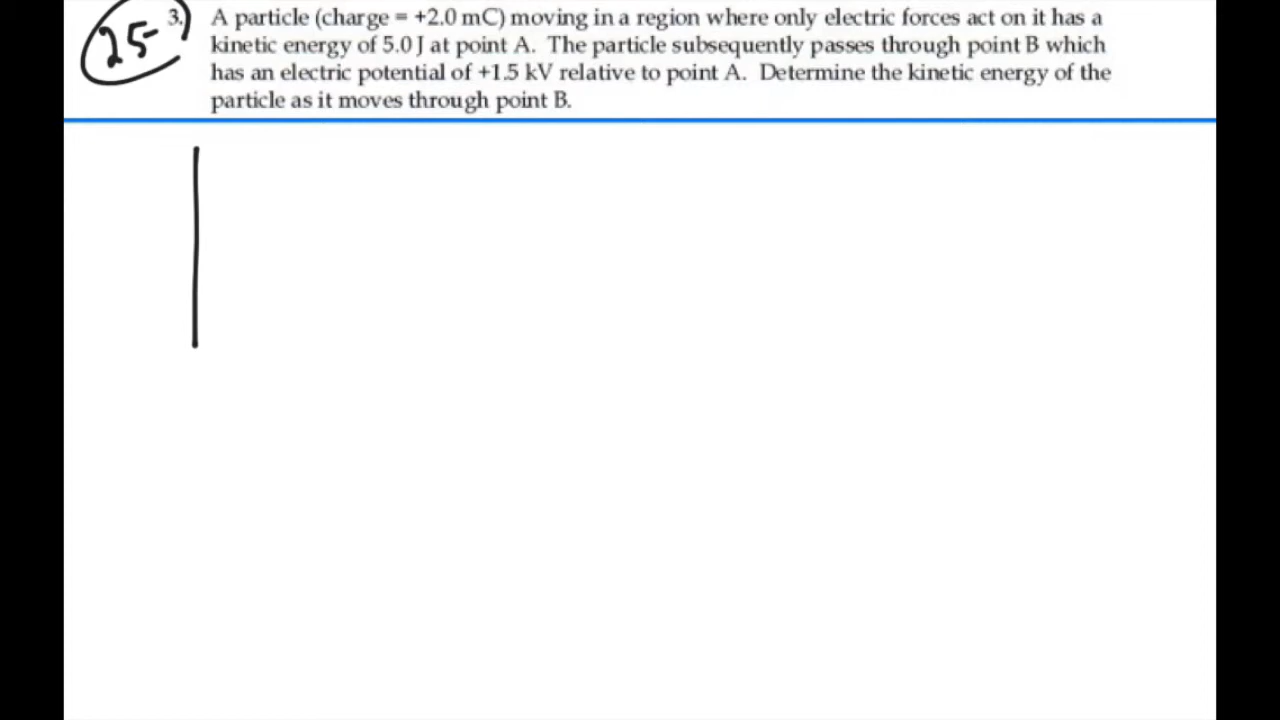 25-
3. A particle (charge = +2.0 mC) moving in a region where only electric forces act on it has a
kinetic energy of 5.0 J at point A. The particle subsequently passes through point B which
has an electric potential of +1.5 kV relative to point A. Determine the kinetic energy of the
particle as it moves through point B.